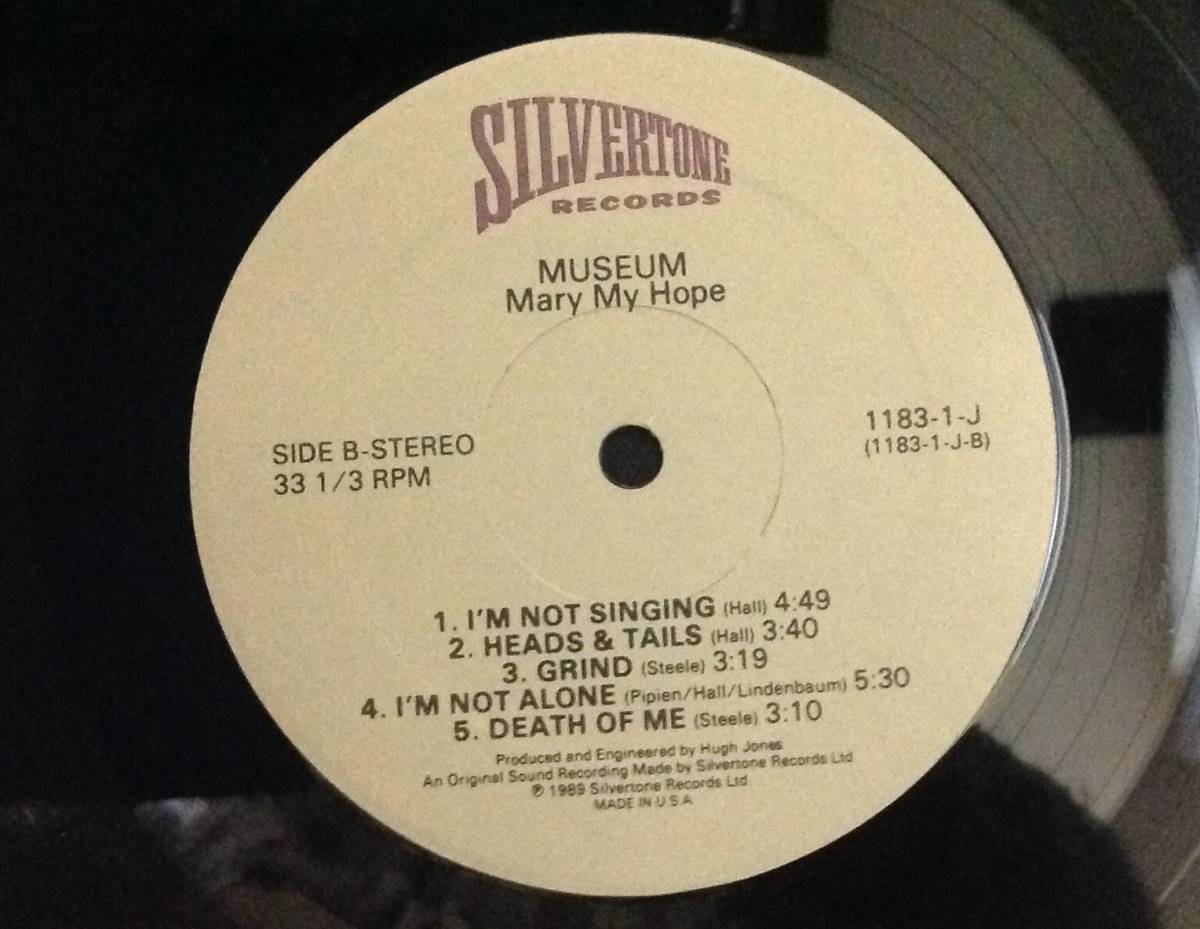 SILVERTONE
RECORDS
MUSEUM
Mary My Hope
SIDE B-STEREO
33 1/3 RPM
1183-1-J
(1183-1-J-B)
1. I'M NOT SINGING (Hall) 4:49
2. HEADS & TAILS (Hall) 3:40
3. GRIND (Steele) 3:19
4. I'M NOT ALONE (Pipien/Hall/Lindenbaum) 5:30
5. DEATH OF ME (Steele) 3:10
Produced and Engineered by Hugh Jones
An Original Sound Recording Made by Silvertone Records Ltd
℗ 1989 Silvertone Records Ltd.
MADE IN U.S.A